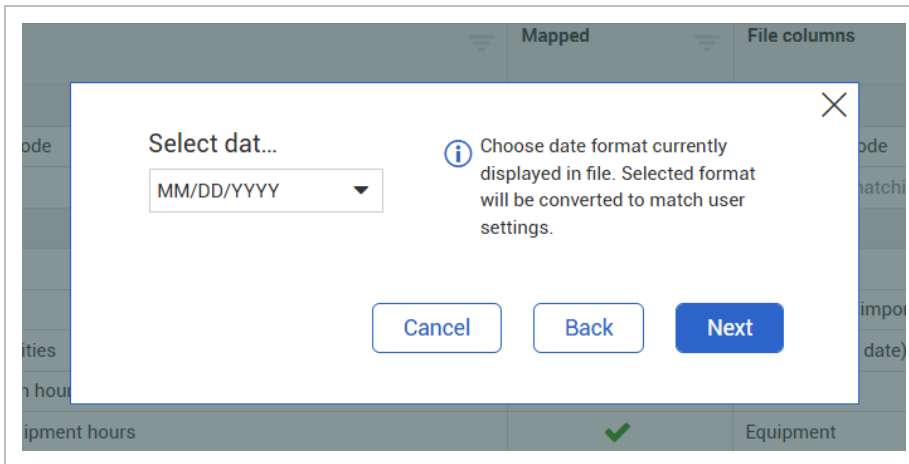 Mapped
File columns
ode
Select dat...
Choose date format currently
displayed in file. Selected format
will be converted to match user
settings.
ode
MM/DD/YYYY
natchi
Cancel
Back
Next
impor
ities
date)
n hour
ipment hours
Equipment